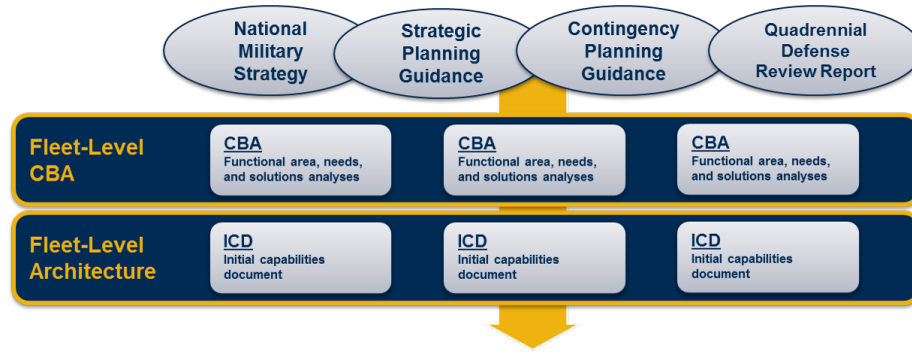 National
Military
Strategy
Strategic
Planning
Guidance
Contingency
Planning
Guidance
Quadrennial
Defense
Review Report
Fleet-Level
CBA
CBA
Functional area, needs,
and solutions analyses
CBA
Functional area, needs,
and solutions analyses
CBA
Functional area, needs,
and solutions analyses
Fleet-Level
Architecture
ICD
Initial capabilities
document
ICD
Initial capabilities
document
ICD
Initial capabilities
document